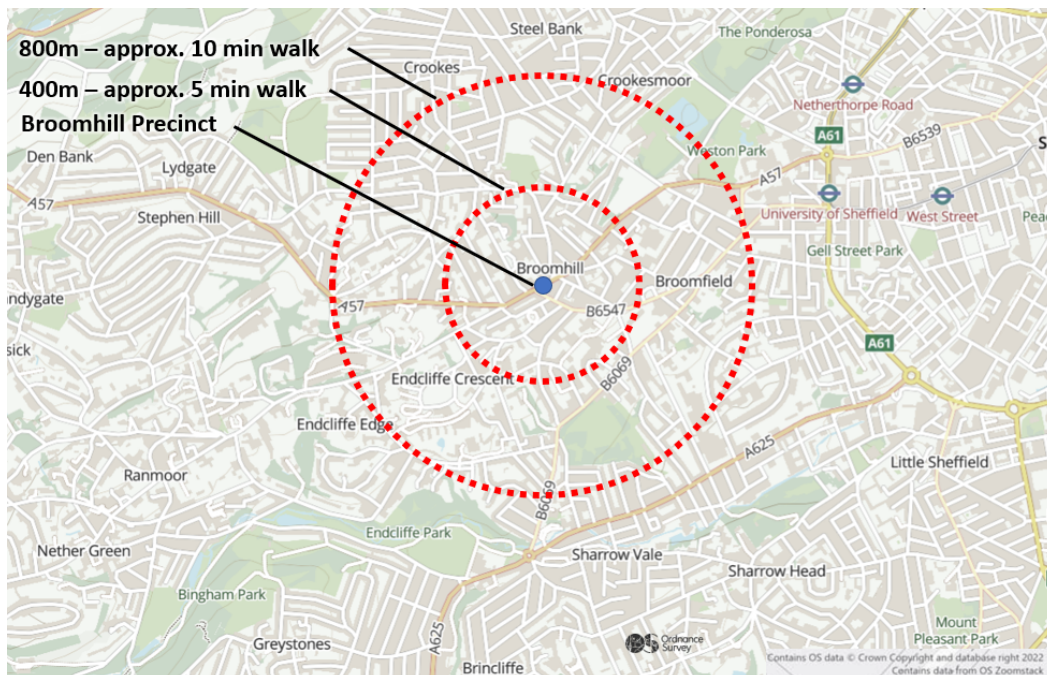 Steel Bank
The Ponderosa
800m – approx. 10 min walk
Crookes
Crookesmoor
400m – approx. 5 min walk
Netherthorpe Road
Broomhill Precinct
A61
B6539
Den Bank
Lydgate
Weston Park
A57
A57
Stephen Hill
University of Sheffield
West Street
Gell Street Park
Broomhill
Broomfield
A57
B6547
A61
Endcliffe Crescent
B6069
Endcliffe Edge
A625
Little Sheffield
Ranmoor
B6069
Endcliffe Park
Nether Green
Sharrow Vale
Sharrow Head
Bingham Park
Mount
Pleasant Park
Greystones
A625
Ordnance
Survey
Brincliffe
Contains OS data © Crown Copyright and database right 2022
Contains data from OS Zoomstack